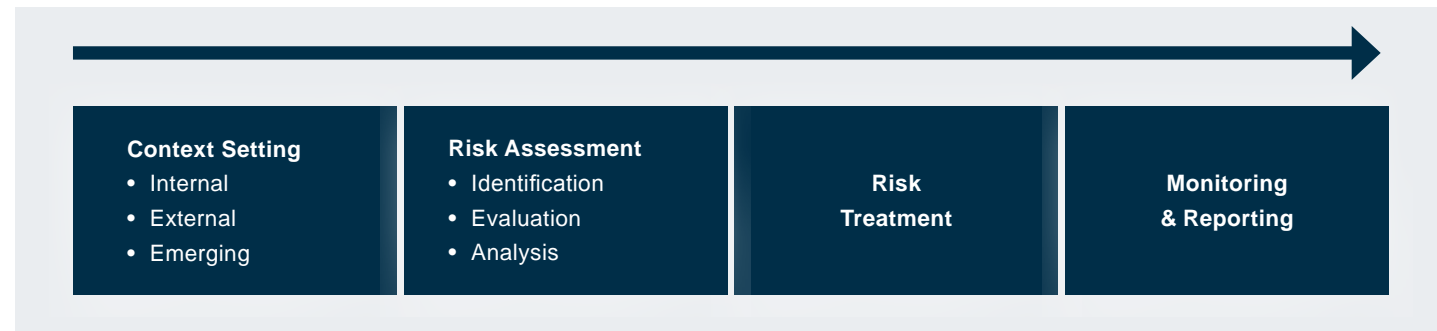 Context Setting
• Internal
• External
• Emerging
Risk Assessment
• Identification
• Evaluation
• Analysis
Risk
Treatment
Monitoring
& Reporting